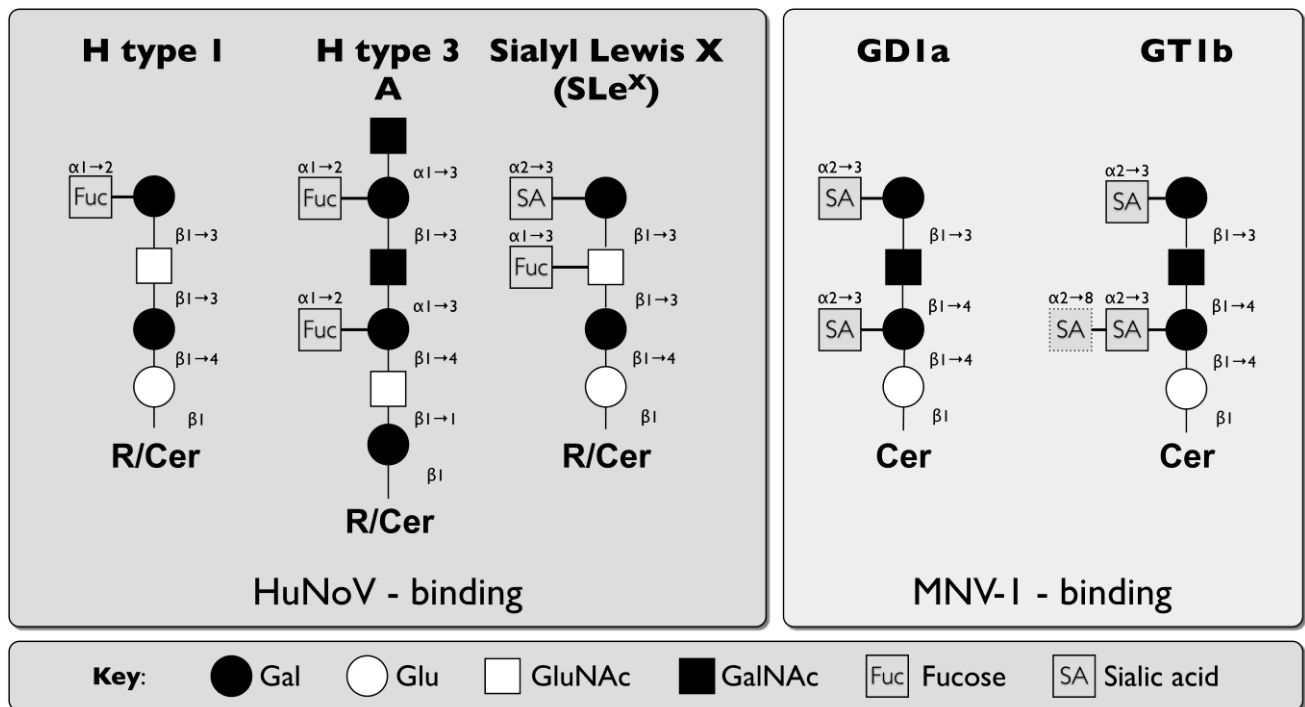 H type 1
α1→2
Fuc
β1→3
β1→3
β1→4
β1
R/Cer
H type 3
A
α1→3
α1→2
Fuc
β1→3
α1→2
α1→3
Fuc
β1→4
β1→1
β1
R/Cer
Sialyl Lewis X
(SLeX)
α2→3
SA
β1→3
α1→3
Fuc
β1→3
β1→4
β1
R/Cer
HuNoV - binding
GD1a
α2→3
SA
β1→3
α2→3
β1→4
SA
β1→4
β1
Cer
GT1b
α2→3
SA
β1→3
α2→8 α2→3
β1→4
SA SA
β1→4
β1
Cer
MNV-1 - binding
Key: Gal Glu GluNAc GalNAc Fuc Fucose SA Sialic acid